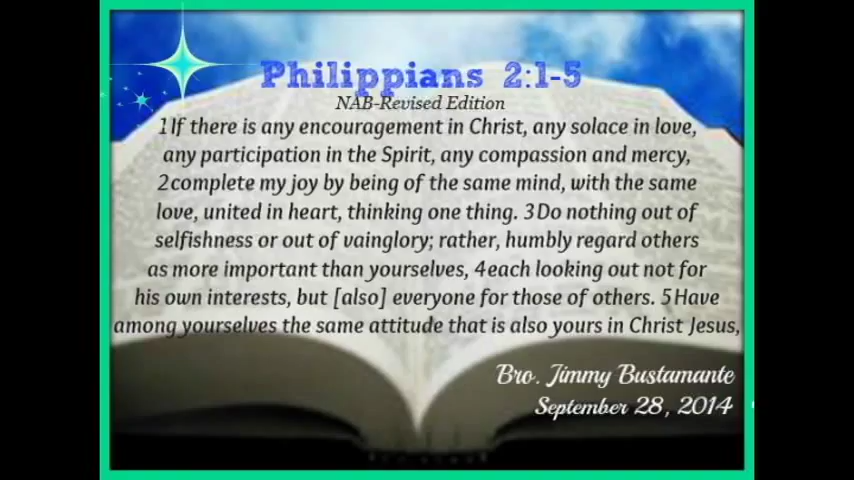 Philippians 2:1-5
NAB-Revised Edition
1If there is any encouragement in Christ, any solace in love,
any participation in the Spirit, any compassion and mercy,
2complete my joy by being of the same mind, with the same
love, united in heart, thinking one thing. 3Do nothing out of
selfishness or out of vainglory; rather, humbly regard others
as more important than yourselves, 4each looking out not for
his own interests, but [also] everyone for those of others. 5Have
among yourselves the same attitude that is also yours in Christ Jesus,
Bro. Jimmy Bustamante
September 28, 2014